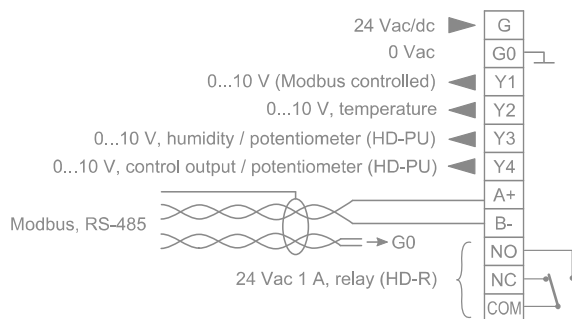 24 Vac/dc G
0 Vac G0
0...10 V (Modbus controlled) Y1
0...10 V, temperature Y2
0...10 V, humidity / potentiometer (HD-PU) Y3
0...10 V, control output / potentiometer (HD-PU) Y4
A+
Modbus, RS-485 B-
G0
NO
24 Vac 1 A, relay (HD-R) NC
COM